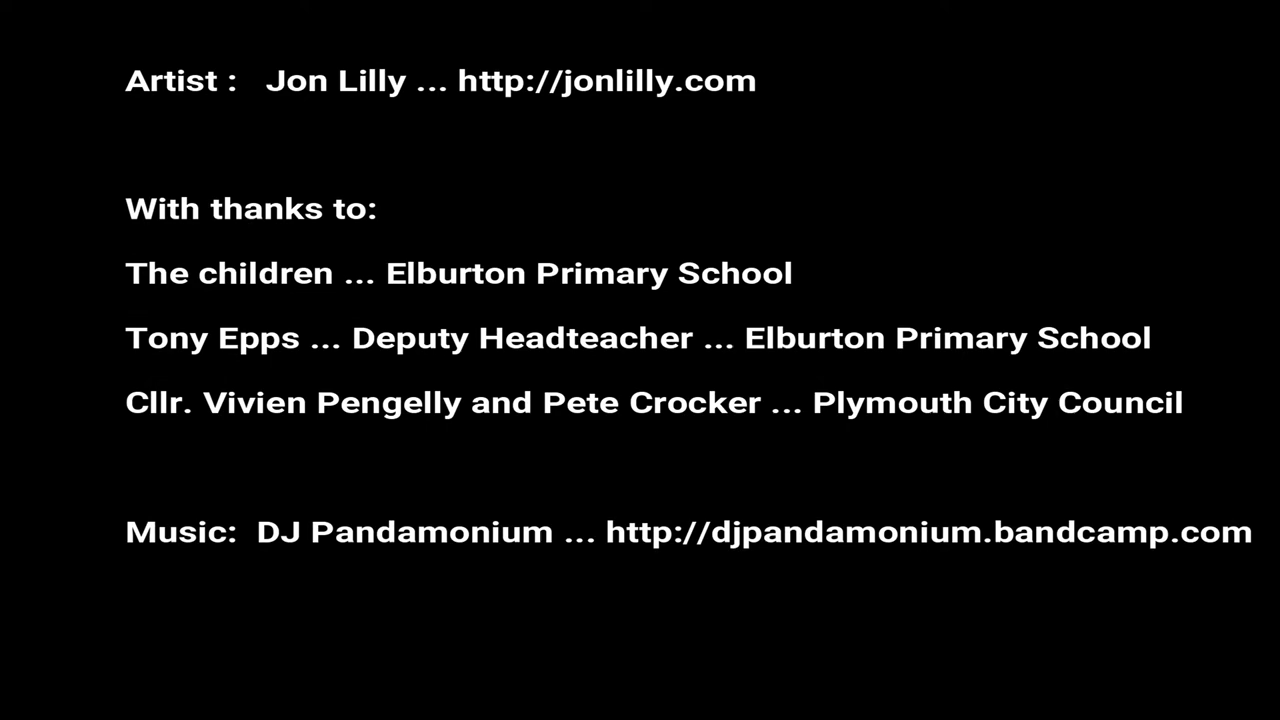 Artist : Jon Lilly ... http://jonlilly.com
With thanks to:
The children ... Elburton Primary School
Tony Epps ... Deputy Headteacher ... Elburton Primary School
Cllr. Vivien Pengelly and Pete Crocker ... Plymouth City Council
Music: DJ Pandamonium ... http://djpandamonium.bandcamp.com